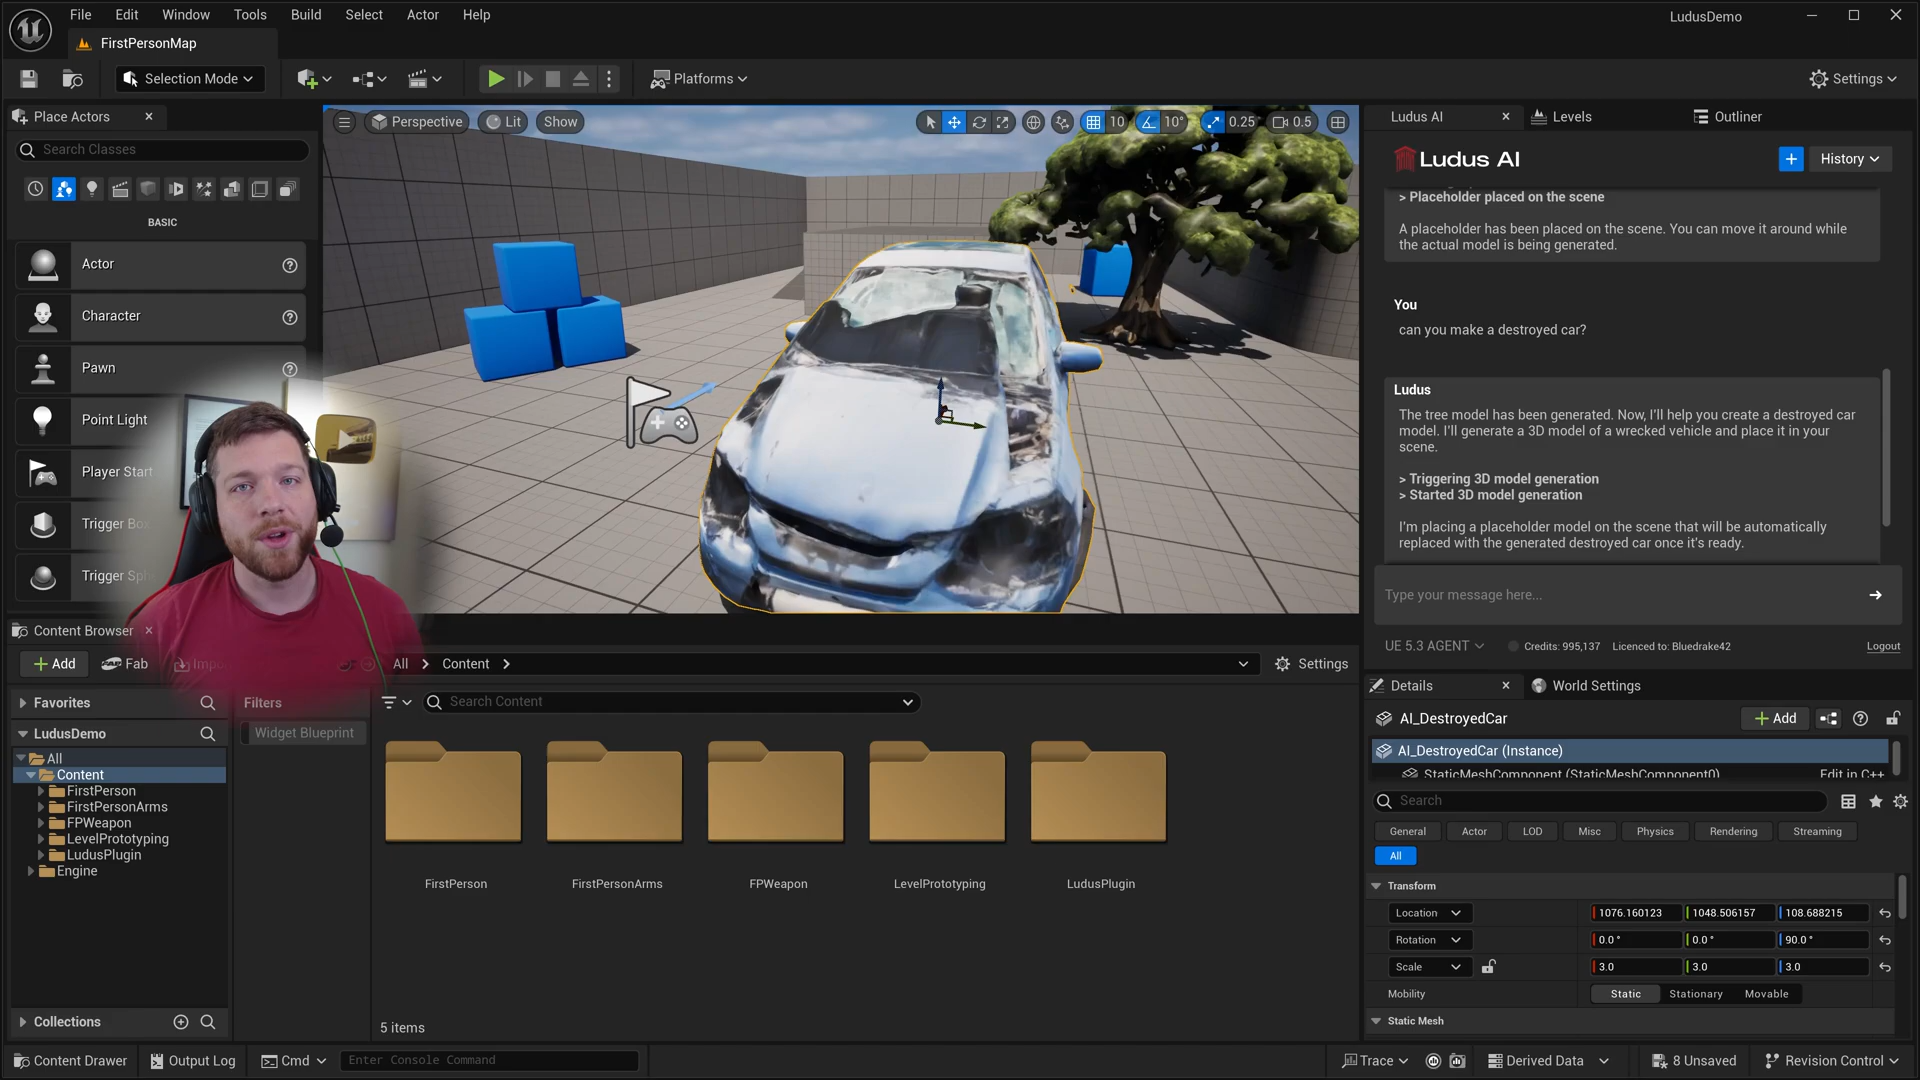 File Edit Window Tools Build Select Actor Help
LudusDemo
FirstPersonMap
Selection Mode
Platforms
Settings
Place Actors
Search Classes
BASIC
Actor
Character
Pawn
Point Light
Player Start
Trigger Bo
Trigger Sph
Perspective
Lit
Show
10
10°
0.25
0.5
Ludus AI
Levels
Outliner
Ludus AI
History
> Placeholder placed on the scene
A placeholder has been placed on the scene. You can move it around while
the actual model is being generated.
You
can you make a destroyed car?
Ludus
The tree model has been generated. Now, I'll help you create a destroyed car
model. I'll generate a 3D model of a wrecked vehicle and place it in your
scene.
> Triggering 3D model generation
> Started 3D model generation
I'm placing a placeholder model on the scene that will be automatically
replaced with the generated destroyed car once it's ready.
Type your message here...
UE 5.3 AGENT
Credits: 995,137
Licenced to: Bluedrake42
Logout
Content Browser
Add
Fab
Impo
All
Content
Settings
Favorites
Filters
Search Content
LudusDemo
Widget Blueprint
All
Content
FirstPerson
FirstPersonArms
FPWeapon
LevelPrototyping
LudusPlugin
Engine
FirstPerson
FirstPersonArms
FPWeapon
LevelPrototyping
LudusPlugin
Collections
5 items
Details
World Settings
AI_DestroyedCar
Add
AI_DestroyedCar (Instance)
StaticMeshComponent (StaticMeshComponent0)
Edit in C++
Search
General
Actor
LOD
Misc
Physics
Rendering
Streaming
All
Transform
Location
1076.160123
1048.506157
108.688215
Rotation
0.0 °
0.0 °
90.0 °
Scale
3.0
3.0
3.0
Mobility
Static
Stationary
Movable
Static Mesh
Content Drawer
Output Log
Cmd
Enter Console Command
Trace
Derived Data
8 Unsaved
Revision Control